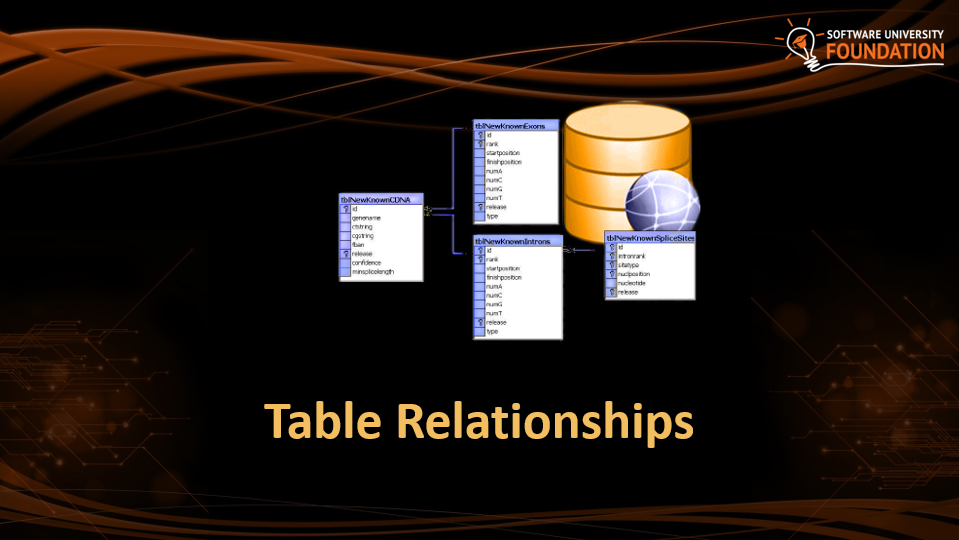 SOFTWARE UNIVERSITY
FOUNDATION
tblNewKnownExons
id
rank
startposition
finishposition
numA
numC
numG
numT
release
type
tblNewKnownCDNA
id
genename
ctstring
cgstring
fban
release
confidence
minsplicelength
tblNewKnownIntrons
id
rank
startposition
finishposition
numA
numC
numG
numT
release
type
tblNewKnownSpliceSites
id
intronrank
sitetype
nuclposition
nucleotide
release
Table Relationships